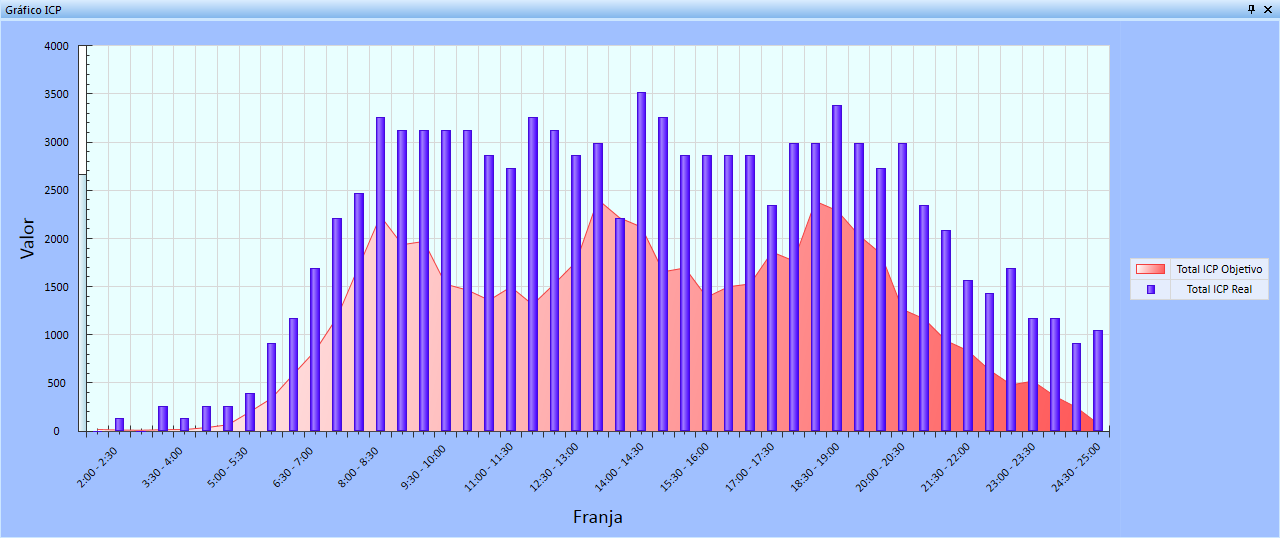 Gráfico ICP
4000
3500
3000
2500
2000
1500
1000
500
0
Valor
2:00 - 2:30
3:30 - 4:00
5:00 - 5:30
6:30 - 7:00
8:00 - 8:30
9:30 - 10:00
11:00 - 11:30
12:30 - 13:00
14:00 - 14:30
15:30 - 16:00
17:00 - 17:30
18:30 - 19:00
20:00 - 20:30
21:30 - 22:00
23:00 - 23:30
24:30 - 25:00
Franja
Total ICP Objetivo
Total ICP Real